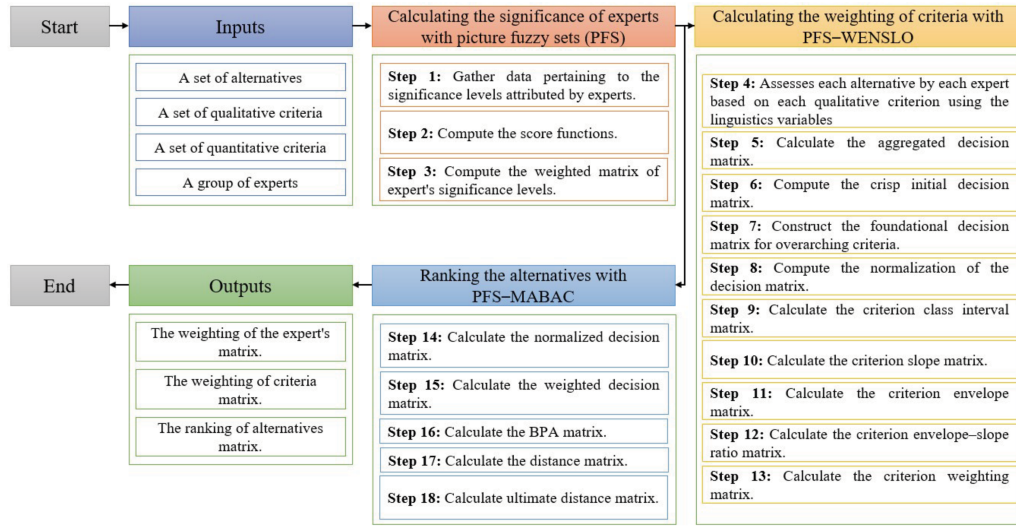 Start
Inputs
A set of alternatives
A set of qualitative criteria
A set of quantitative criteria
A group of experts
Calculating the significance of experts
with picture fuzzy sets (PFS)
Step 1: Gather data pertaining to the
significance levels attributed by experts.
Step 2: Compute the score functions.
Step 3: Compute the weighted matrix of
expert's significance levels.
Calculating the weighting of criteria with
PFS–WENSLO
Step 4: Assesses each alternative by each expert
based on each qualitative criterion using the
linguistics variables
Step 5: Calculate the aggregated decision
matrix.
Step 6: Compute the crisp initial decision
matrix.
Step 7: Construct the foundational decision
matrix for overarching criteria.
Step 8: Compute the normalization of the
decision matrix.
Step 9: Calculate the criterion class interval
matrix.
Step 10: Calculate the criterion slope matrix.
Step 11: Calculate the criterion envelope
matrix.
Step 12: Calculate the criterion envelope–slope
ratio matrix.
Step 13: Calculate the criterion weighting
matrix.
Ranking the alternatives with
PFS–MABAC
Step 14: Calculate the normalized decision
matrix.
Step 15: Calculate the weighted decision
matrix.
Step 16: Calculate the BPA matrix.
Step 17: Calculate the distance matrix.
Step 18: Calculate ultimate distance matrix.
Outputs
The weighting of the expert's
matrix.
The weighting of criteria
matrix.
The ranking of alternatives
matrix.
End